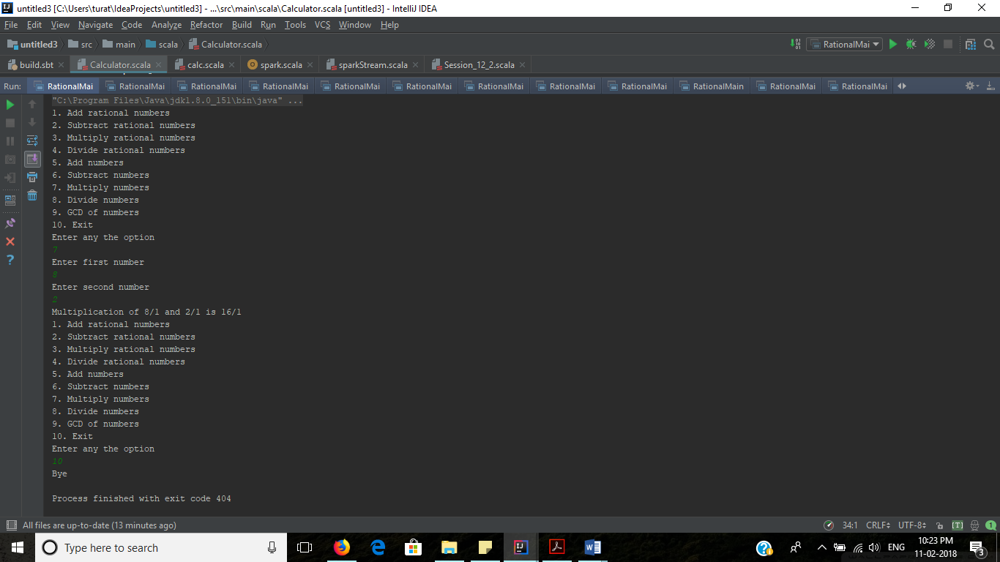 untitled3 [C:\Users\turat\IdeaProjects\untitled3] - ...\src\main\scala\Calculator.scala [untitled3] - IntelliJ IDEA
File Edit View Navigate Code Analyze Refactor Build Run Tools VCS Window Help
untitled3 src main scala Calculator.scala RationalMai
build.sbt Calculator.scala calc.scala spark.scala sparkStream.scala Session_12_2.scala
Run: RationalMai RationalMai RationalMai RationalMai RationalMai RationalMai RationalMai RationalMai RationalMai RationalMain RationalMai RationalMai
"C:\Program Files\Java\jdk1.8.0_151\bin\java" ...
1. Add rational numbers
2. Subtract rational numbers
3. Multiply rational numbers
4. Divide rational numbers
5. Add numbers
6. Subtract numbers
7. Multiply numbers
8. Divide numbers
9. GCD of numbers
10. Exit
Enter any the option
7
Enter first number
8
Enter second number
2
Multiplication of 8/1 and 2/1 is 16/1
1. Add rational numbers
2. Subtract rational numbers
3. Multiply rational numbers
4. Divide rational numbers
5. Add numbers
6. Subtract numbers
7. Multiply numbers
8. Divide numbers
9. GCD of numbers
10. Exit
Enter any the option
10
Bye
Process finished with exit code 404
All files are up-to-date (13 minutes ago) 34:1 CRLF UTF-8 [T] 1
Type here to search ENG 10:23 PM
11-02-2018 3